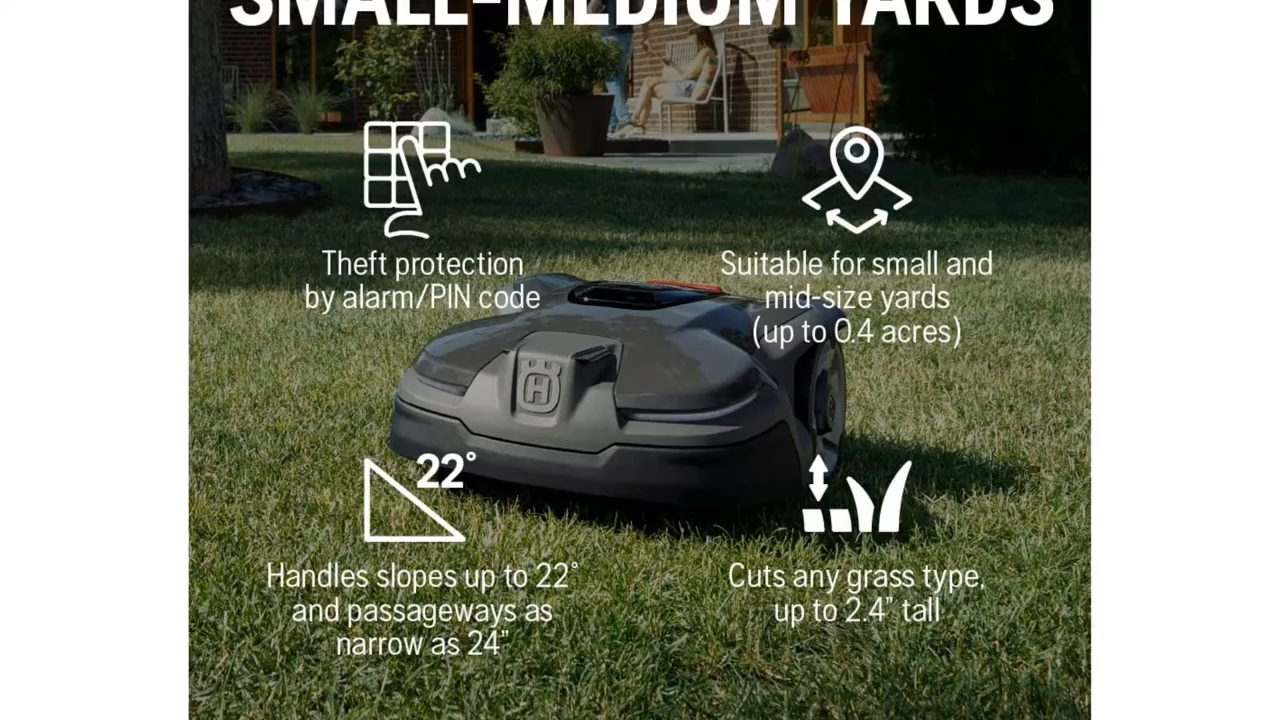 SMALL-MEDIUM YARDS
Theft protection
by alarm/PIN code
Suitable for small and
mid-size yards
(up to 0.4 acres)
H
22°
Handles slopes up to 22°
and passageways as
narrow as 24”
Cuts any grass type,
up to 2.4” tall